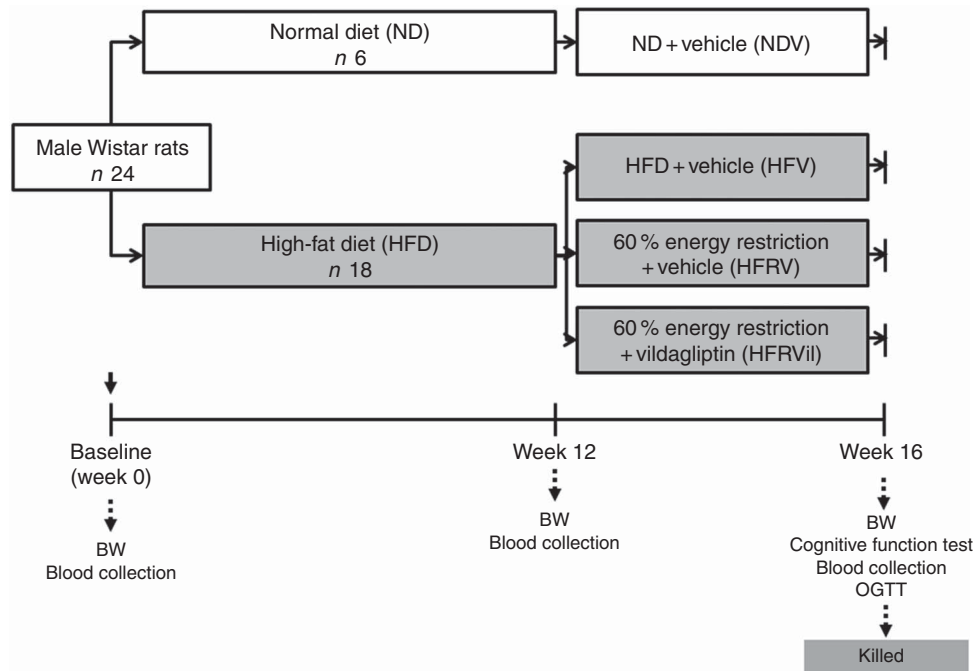 Normal diet (ND)
n 6
ND + vehicle (NDV)
Male Wistar rats
n 24
HFD + vehicle (HFV)
High-fat diet (HFD)
n 18
60 % energy restriction
+ vehicle (HFRV)
60 % energy restriction
+ vildagliptin (HFRVil)
Baseline
(week 0)
Week 12
Week 16
BW
Blood collection
BW
Blood collection
BW
Cognitive function test
Blood collection
OGTT
Killed